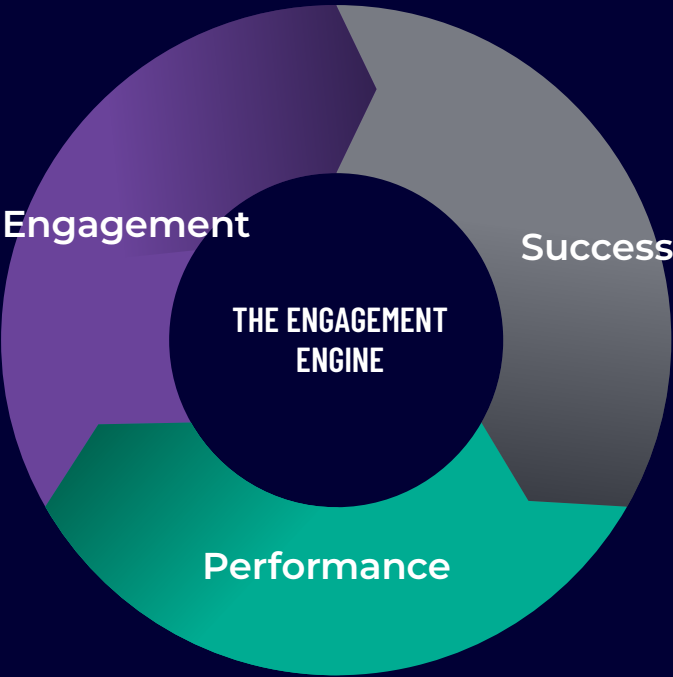 Engagement
Success
THE ENGAGEMENT
ENGINE
Performance